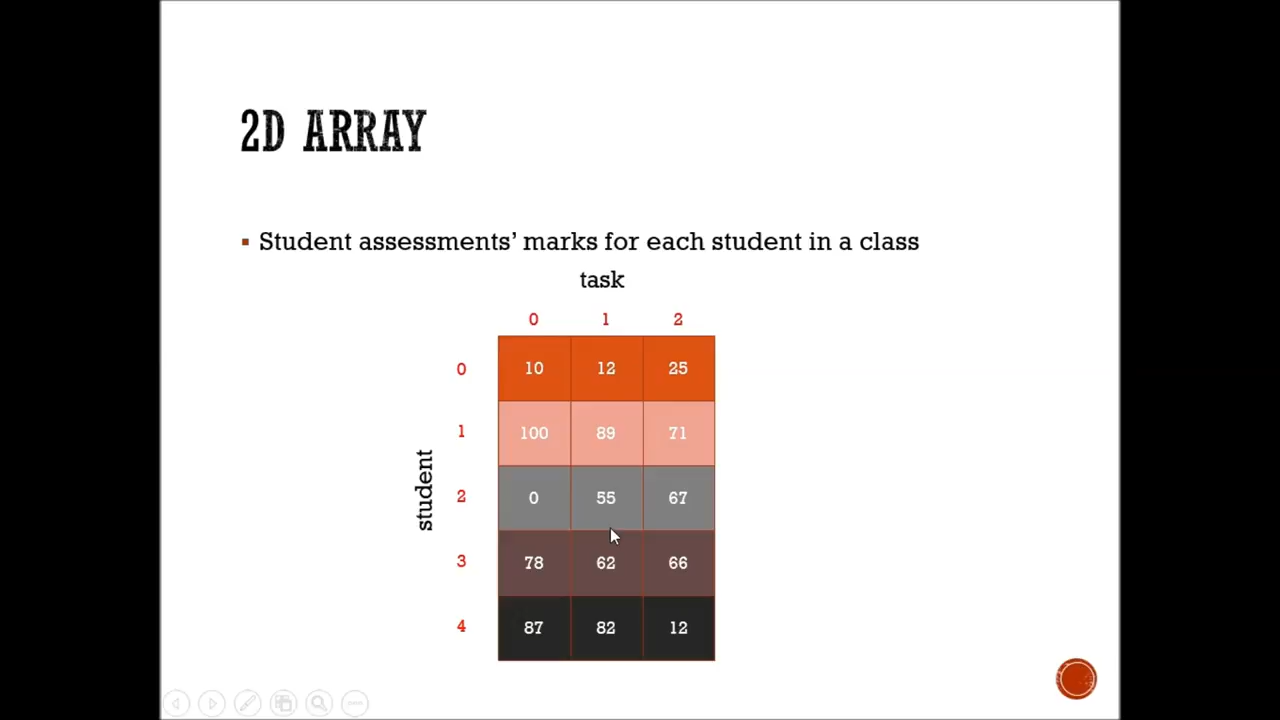 2D ARRAY
Student assessments’ marks for each student in a class
task
0 1 2
0 10 12 25
1 100 89 71
student
2 0 55 67
3 78 62 66
4 87 82 12